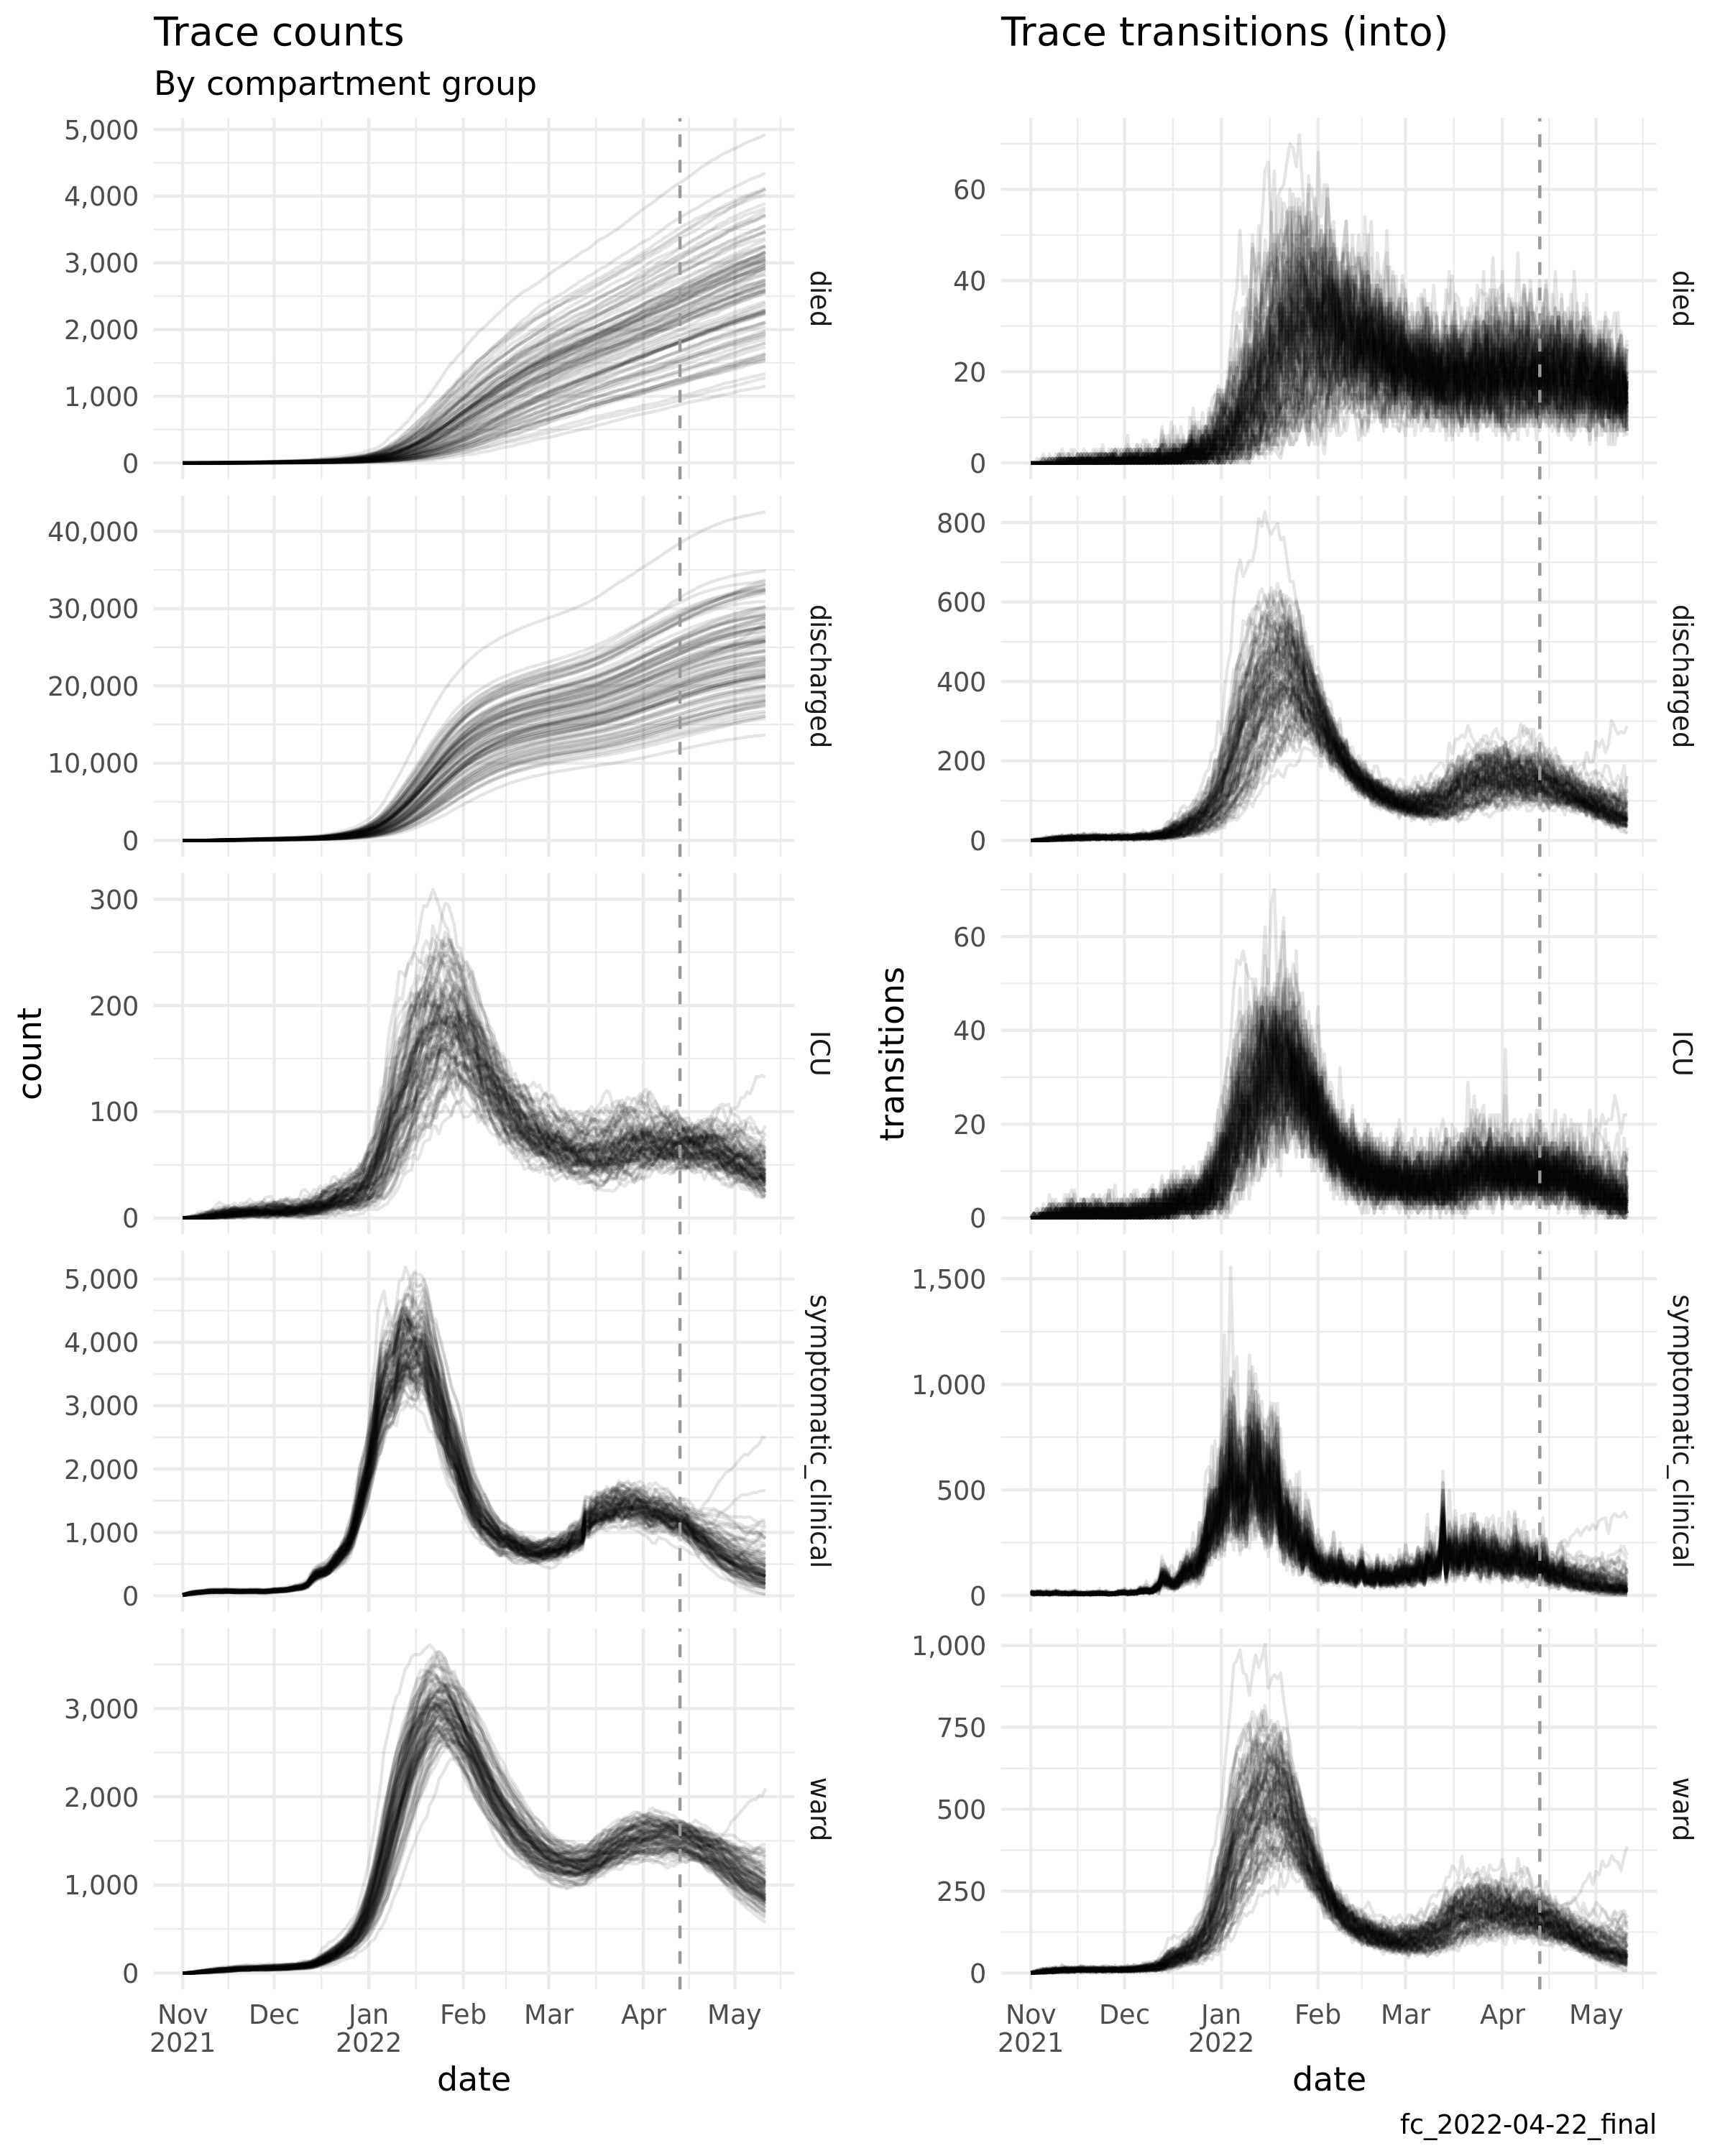 Trace counts
By compartment group
5,000
4,000
3,000
2,000
1,000
0
died
40,000
30,000
20,000
10,000
0
discharged
300
200
100
0
ICU
5,000
4,000
3,000
2,000
1,000
0
symptomatic_clinical
3,000
2,000
1,000
0
ward
count
Nov Dec Jan Feb Mar Apr May
2021 2022
date
Trace transitions (into)
60
40
20
0
died
800
600
400
200
0
discharged
60
40
20
0
ICU
1,500
1,000
500
0
symptomatic_clinical
1,000
750
500
250
0
ward
transitions
Nov Dec Jan Feb Mar Apr May
2021 2022
date
fc_2022-04-22_final